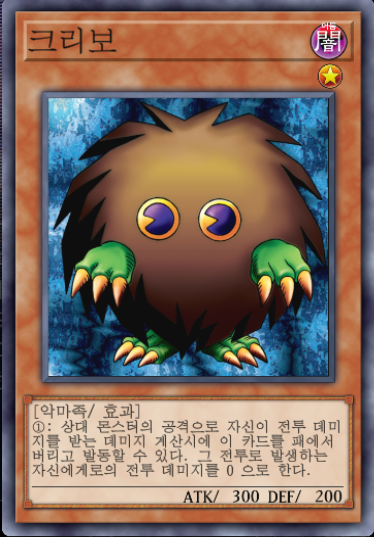 크리보
어둠
闇
[악마족/ 효과]
①: 상대 몬스터의 공격으로 자신이 전투 데미
지를 받는 데미지 계산시에 이 카드를 패에서
버리고 발동할 수 있다. 그 전투로 발생하는
자신에게로의 전투 데미지를 0 으로 한다.
ATK/ 300 DEF/ 200